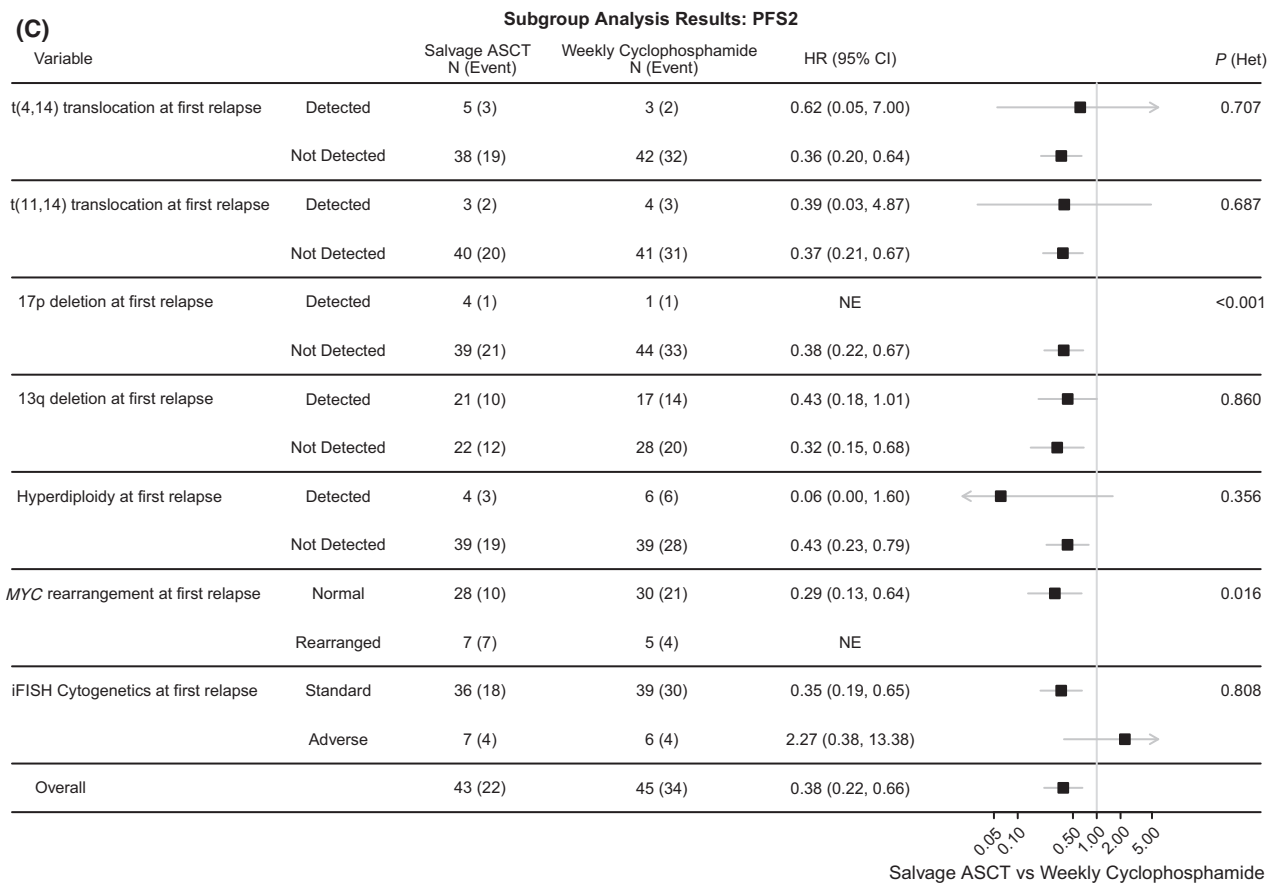 (C)
Subgroup Analysis Results: PFS2
Variable Salvage ASCT N (Event) Weekly Cyclophosphamide N (Event) HR (95% CI) P (Het)
t(4,14) translocation at first relapse Detected 5 (3) 3 (2) 0.62 (0.05, 7.00) 0.707
Not Detected 38 (19) 42 (32) 0.36 (0.20, 0.64)
t(11,14) translocation at first relapse Detected 3 (2) 4 (3) 0.39 (0.03, 4.87) 0.687
Not Detected 40 (20) 41 (31) 0.37 (0.21, 0.67)
17p deletion at first relapse Detected 4 (1) 1 (1) NE <0.001
Not Detected 39 (21) 44 (33) 0.38 (0.22, 0.67)
13q deletion at first relapse Detected 21 (10) 17 (14) 0.43 (0.18, 1.01) 0.860
Not Detected 22 (12) 28 (20) 0.32 (0.15, 0.68)
Hyperdiploidy at first relapse Detected 4 (3) 6 (6) 0.06 (0.00, 1.60) 0.356
Not Detected 39 (19) 39 (28) 0.43 (0.23, 0.79)
MYC rearrangement at first relapse Normal 28 (10) 30 (21) 0.29 (0.13, 0.64) 0.016
Rearranged 7 (7) 5 (4) NE
iFISH Cytogenetics at first relapse Standard 36 (18) 39 (30) 0.35 (0.19, 0.65) 0.808
Adverse 7 (4) 6 (4) 2.27 (0.38, 13.38)
Overall 43 (22) 45 (34) 0.38 (0.22, 0.66)
0.05 0.10 0.50 1.00 2.00 5.00
Salvage ASCT vs Weekly Cyclophosphamide